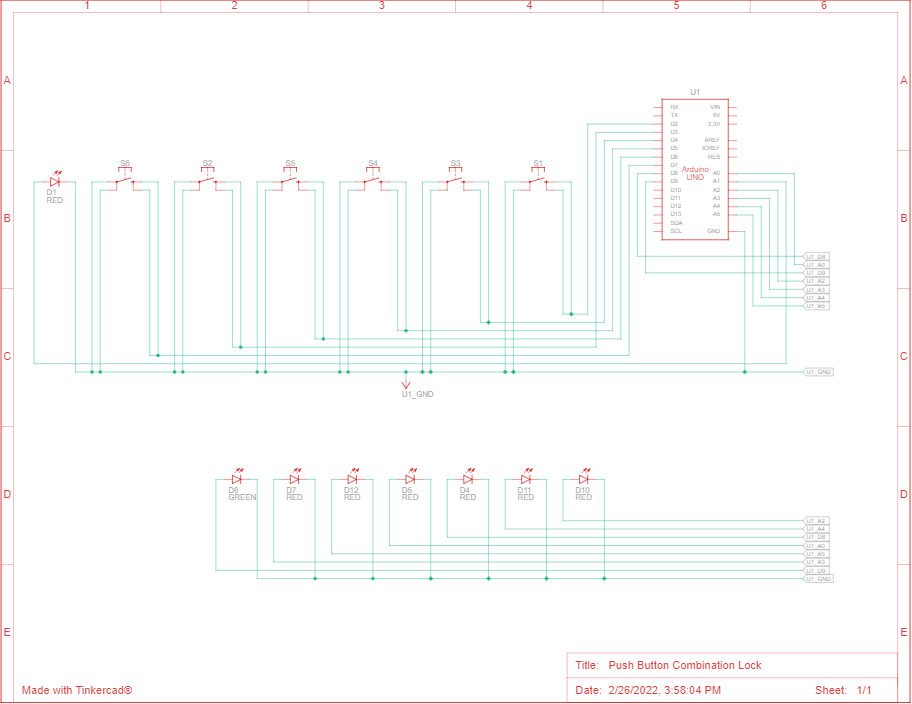 1 2 3 4 5 6
A A
U1
RX VIN
TX 5V
D2 3.3V
D3
D4 AREF
D5 IOREF
D6 RES
D7
Arduino
UNO
D8 A0
D9 A1
D10 A2
D11 A3
D12 A4
D13 A5
SDA
SCL GND
S6 S2 S5 S4 S3 S1
D1
RED
B B
U1_D8
U1_A0
U1_D9
U1_A2
U1_A3
U1_A4
U1_A5
C C
U1_GND
U1_GND
D D
D8 D7 D12 D5 D4 D11 D10
GREEN RED RED RED RED RED RED
U1_A2
U1_A4
U1_D8
U1_A0
U1_A5
U1_A3
U1_D9
U1_GND
E E
Title: Push Button Combination Lock
Made with Tinkercad®
Date: 2/26/2022, 3:58:04 PM Sheet: 1/1